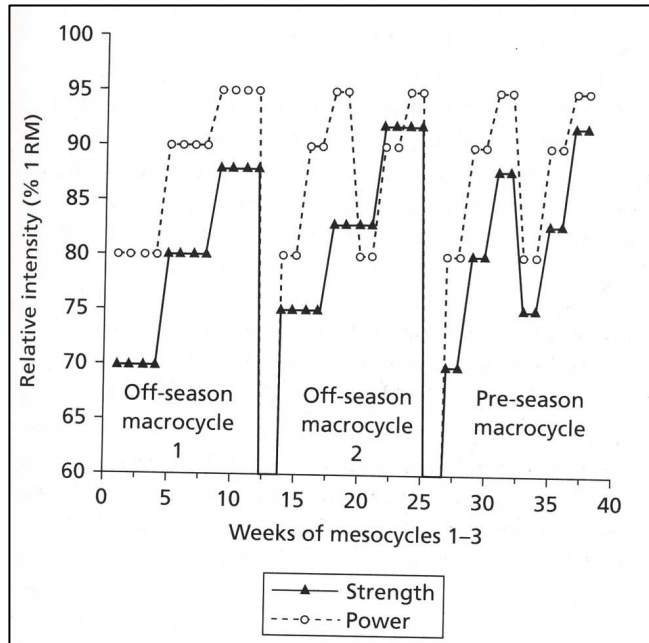 100
95
90
85
80
75
70
65
60
Relative intensity (% 1 RM)
Off-season
macrocycle
1
Off-season
macrocycle
2
Pre-season
macrocycle
0
5
10
15
20
25
30
35
40
Weeks of mesocycles 1–3
Strength
Power